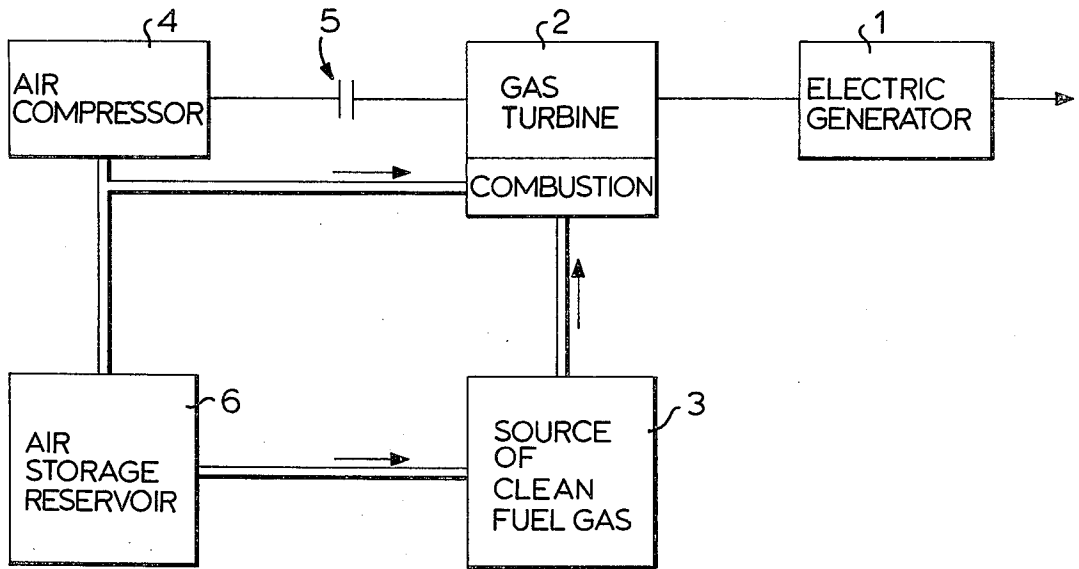 4
5
2
1
AIR
COMPRESSOR
GAS
TURBINE
COMBUSTION
ELECTRIC
GENERATOR
6
3
AIR
STORAGE
RESERVOIR
SOURCE
OF
CLEAN
FUEL GAS